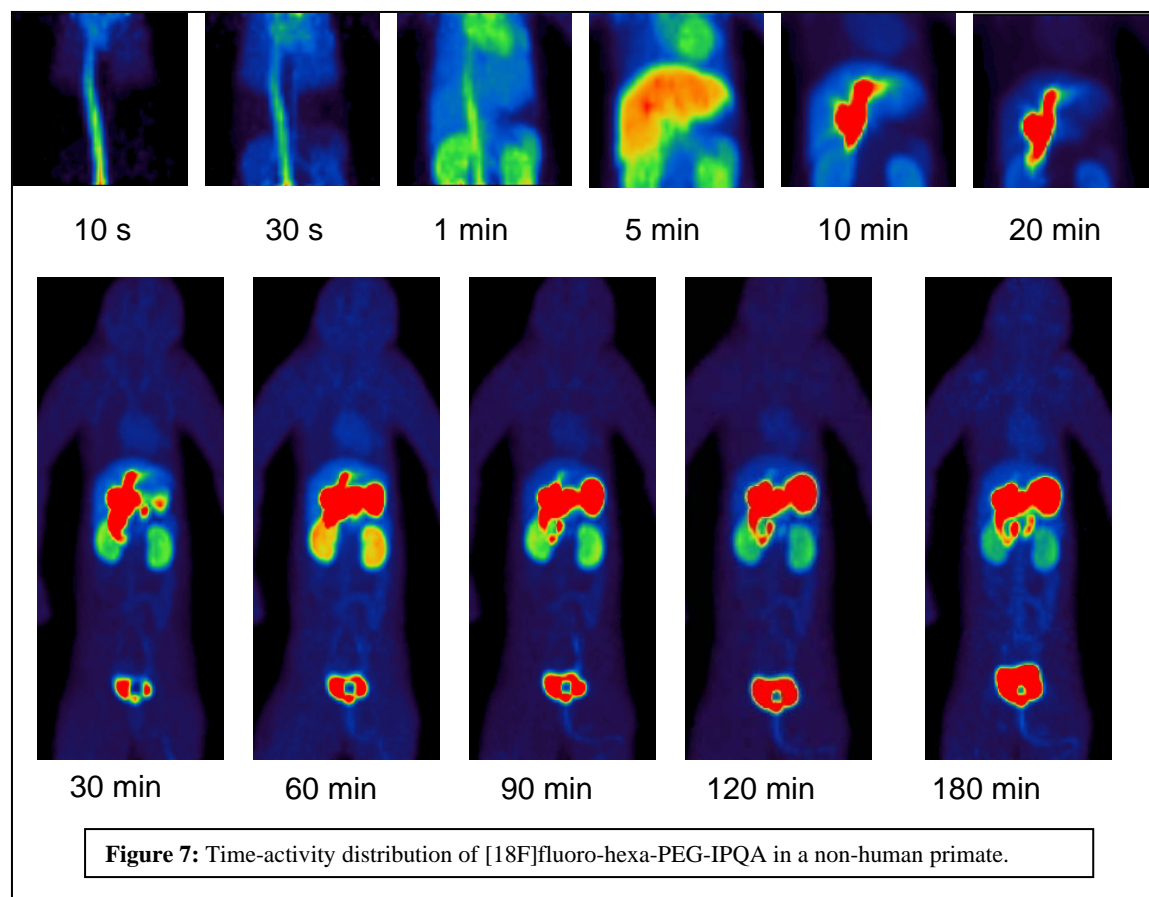 10 s 30 s 1 min 5 min 10 min 20 min
30 min 60 min 90 min 120 min 180 min
Figure 7: Time-activity distribution of [18F]fluoro-hexa-PEG-IPQA in a non-human primate.